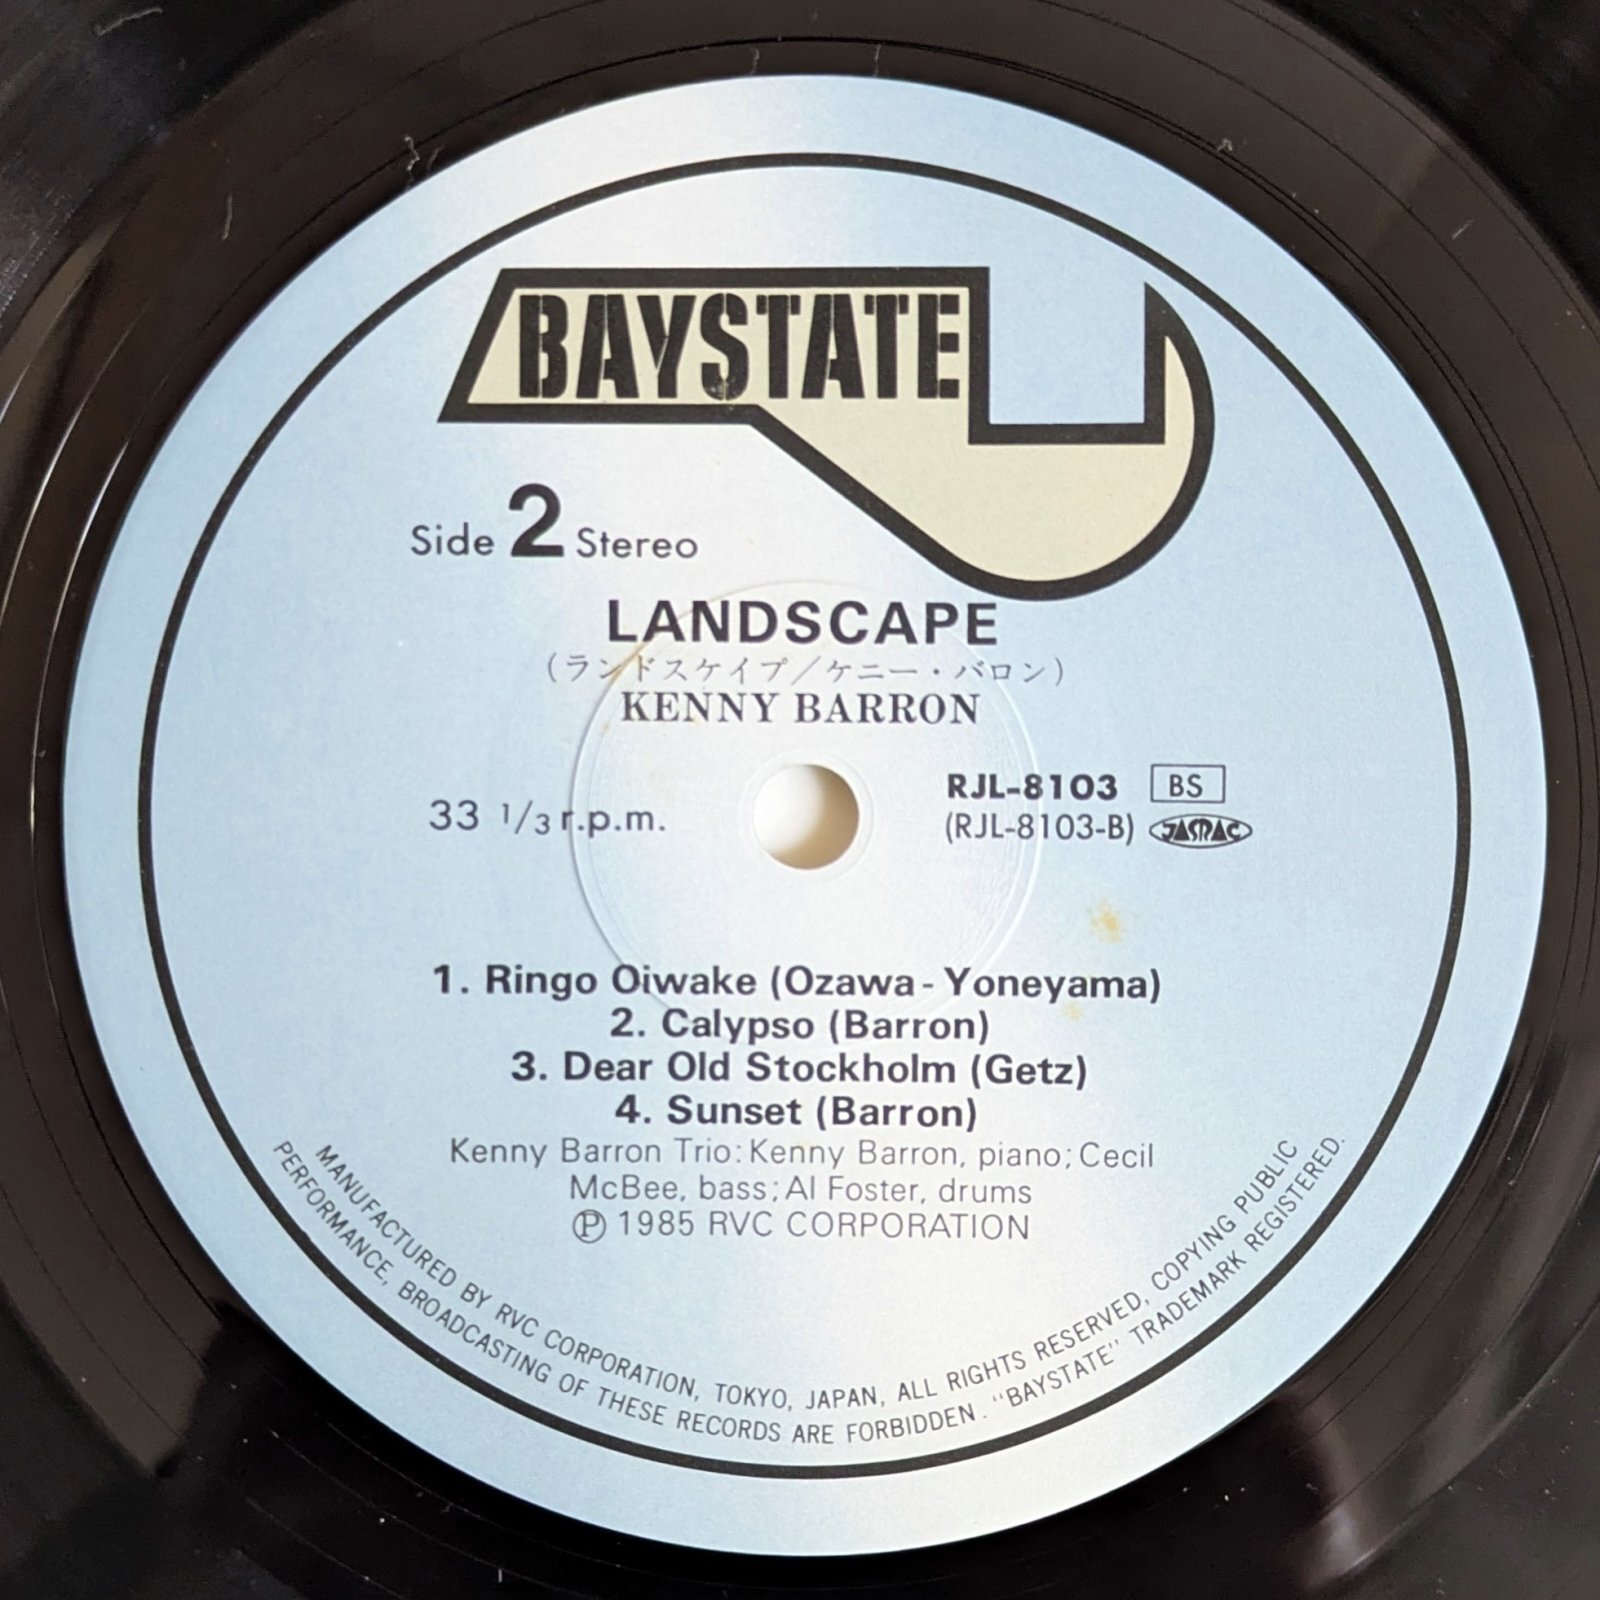 BAYSTATE
Side 2 Stereo
LANDSCAPE
(ランドスケイプ/ケニー・バロン)
KENNY BARRON
33 1/3 r.p.m.
RJL-8103 BS
(RJL-8103-B) JASRAC
1. Ringo Oiwake (Ozawa - Yoneyama)
2. Calypso (Barron)
3. Dear Old Stockholm (Getz)
4. Sunset (Barron)
Kenny Barron Trio: Kenny Barron, piano; Cecil
McBee, bass; Al Foster, drums
Ⓟ 1985 RVC CORPORATION
MANUFACTURED BY RVC CORPORATION, TOKYO, JAPAN, ALL RIGHTS RESERVED, COPYING PUBLIC
PERFORMANCE, BROADCASTING OF THESE RECORDS ARE FORBIDDEN. "BAYSTATE" TRADEMARK REGISTERED.